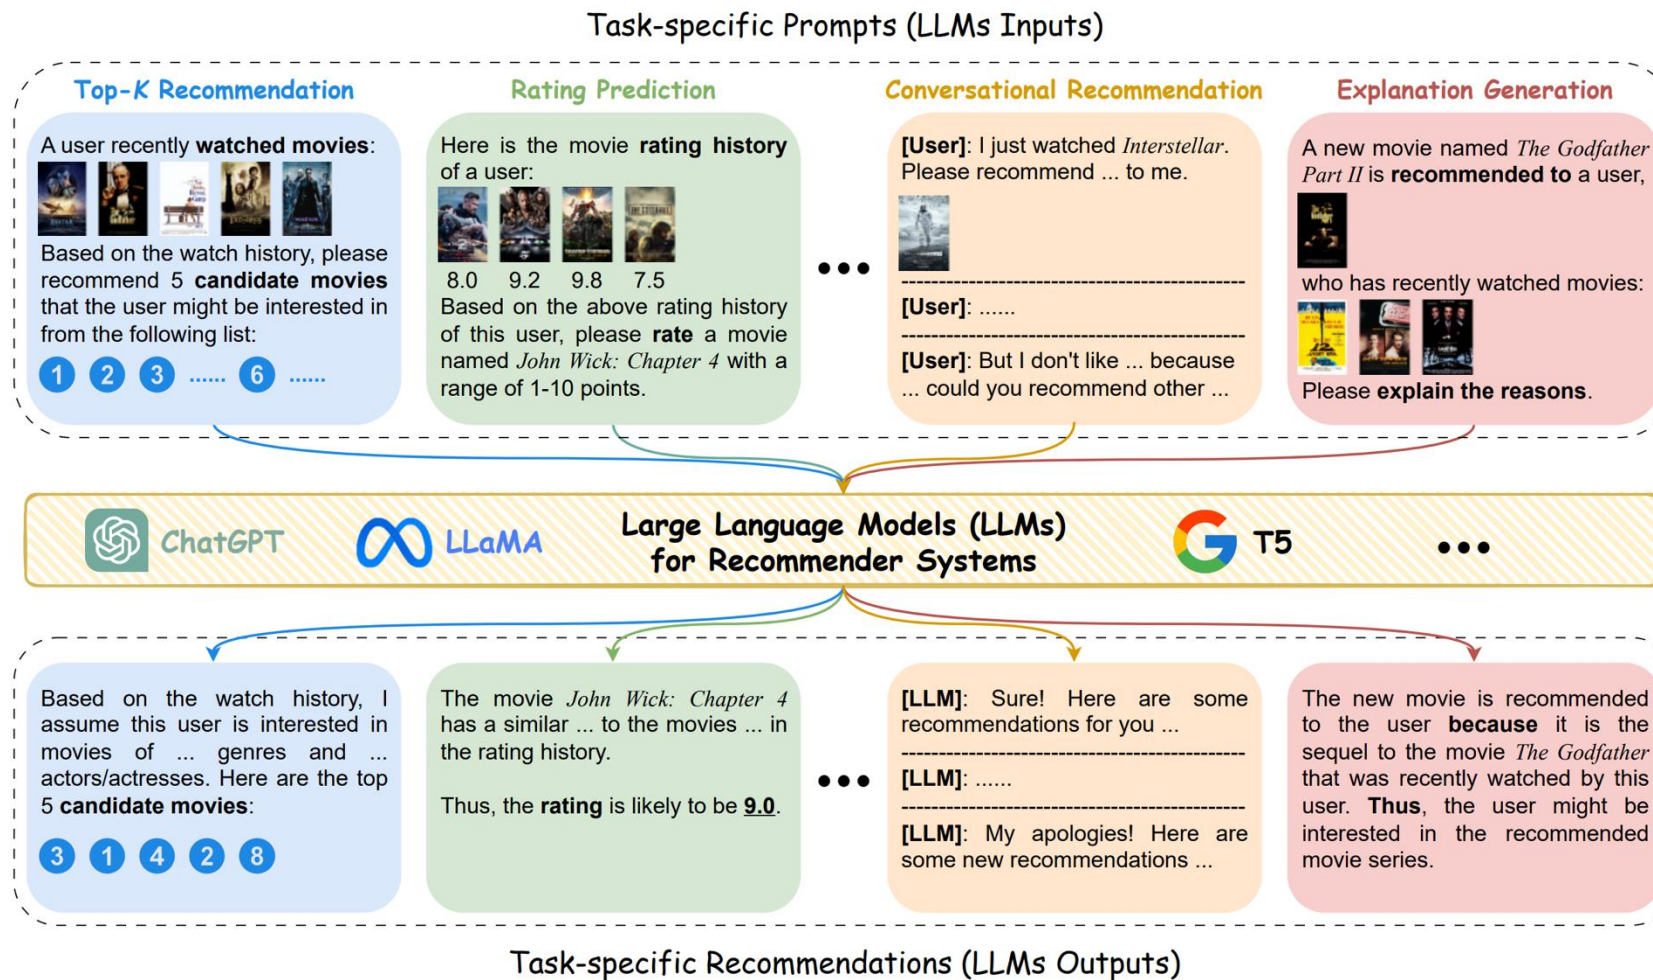 Task-specific Prompts (LLMs Inputs)
Top-K Recommendation
A user recently watched movies:
Based on the watch history, please
recommend 5 candidate movies
that the user might be interested in
from the following list:
1 2 3 ...... 6 ......
Rating Prediction
Here is the movie rating history
of a user:
8.0 9.2 9.8 7.5
Based on the above rating history
of this user, please rate a movie
named John Wick: Chapter 4 with a
range of 1-10 points.
Conversational Recommendation
[User]: I just watched Interstellar.
Please recommend ... to me.
[User]: ......
[User]: But I don't like ... because
... could you recommend other ...
Explanation Generation
A new movie named The Godfather
Part II is recommended to a user,
who has recently watched movies:
Please explain the reasons.
ChatGPT
LLaMA
Large Language Models (LLMs)
for Recommender Systems
T5
Based on the watch history, I
assume this user is interested in
movies of ... genres and ...
actors/actresses. Here are the top
5 candidate movies:
3 1 4 2 8
The movie John Wick: Chapter 4
has a similar ... to the movies ... in
the rating history.
Thus, the rating is likely to be 9.0.
[LLM]: Sure! Here are some
recommendations for you ...
[LLM]: ......
[LLM]: My apologies! Here are
some new recommendations ...
The new movie is recommended
to the user because it is the
sequel to the movie The Godfather
that was recently watched by this
user. Thus, the user might be
interested in the recommended
movie series.
Task-specific Recommendations (LLMs Outputs)